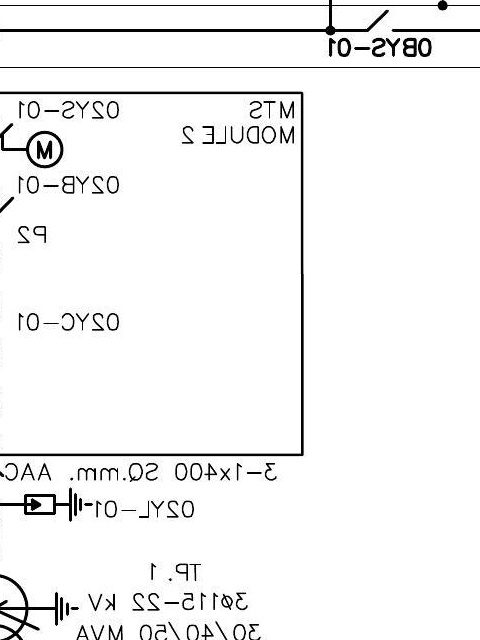 0BYS-01
MTS
MODULE 2
02YS-01
M
02YB-01
P2
02YC-01
3-1x400 SQ.mm. AAC
02YL-01
TP. 1
3ø115-22 kV
30/40/50 MVA